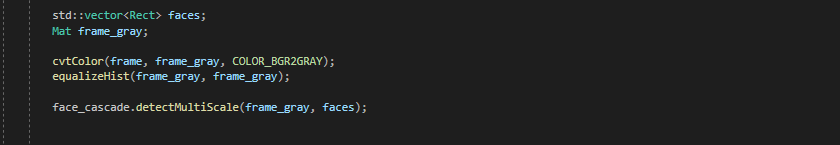 std::vector<Rect> faces;
Mat frame_gray;
cvtColor(frame, frame_gray, COLOR_BGR2GRAY);
equalizeHist(frame_gray, frame_gray);
face_cascade.detectMultiScale(frame_gray, faces);